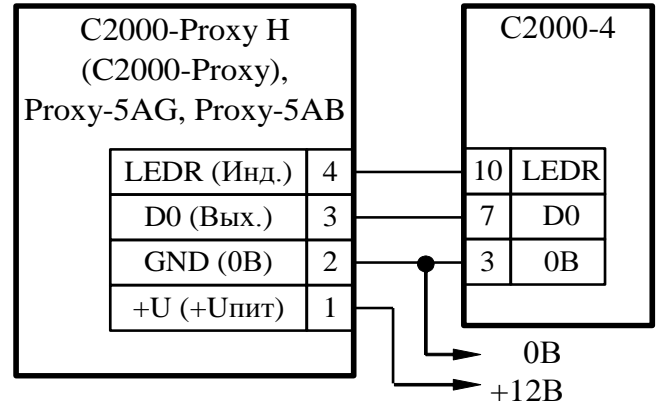 С2000-Proxy H
(С2000-Proxy),
Proxy-5AG, Proxy-5AB
LEDR (Инд.) 4
D0 (Вых.) 3
GND (0В) 2
+U (+Uпит) 1
С2000-4
10 LEDR
7 D0
3 0В
0В
+12В